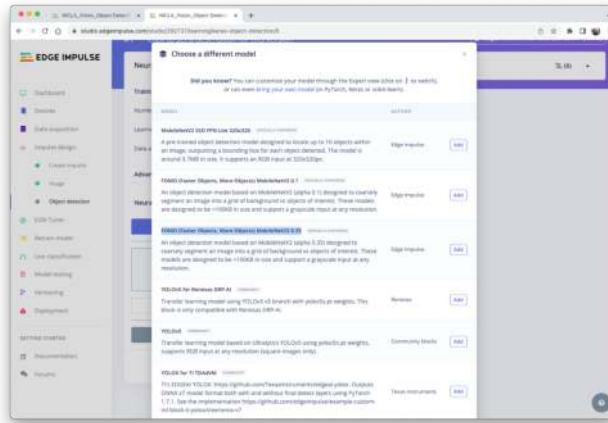 studio.edgeimpulse.com/studio/
EDGE IMPULSE
Dashboard
Devices
Data acquisition
Impulse design
Create impulse
Image
Object detection
EON Tuner
Retrain model
Live classification
Model testing
Versioning
Deployment
GETTING STARTED
Documentation
Forums
Choose a different model
Did you know? You can customize your model through the Expert view (click on ⋮ to switch),
or can even bring your own model (in PyTorch, Keras or scikit-learn).
MODEL
AUTHOR
MobileNetV2 SSD FPN-Lite 320x320
A pre-trained object detection model designed to locate up to 10 objects within
an image, outputting a bounding box for each object detected. The model is
around 3.7MB in size. It supports an RGB input at 320x320px.
Edge Impulse
Add
FOMO (Faster Objects, More Objects) MobileNetV2 0.1
An object detection model based on MobileNetV2 (alpha 0.1) designed to coarsely
segment an image into a grid of background vs objects of interest. These models
are designed to be <100KB in size and support a grayscale input at any resolution.
Edge Impulse
Add
FOMO (Faster Objects, More Objects) MobileNetV2 0.35
An object detection model based on MobileNetV2 (alpha 0.35) designed to
coarsely segment an image into a grid of background vs objects of interest. These
models are designed to be <100KB in size and support a grayscale input at any
resolution.
Edge Impulse
Add
YOLOv5 for Renesas DRP-AI COMMUNITY
Transfer learning model using YOLOv5 v5 branch with yolov5s.pt weights. This
block is only compatible with Renesas DRP-AI.
Renesas
Add
YOLOv5 COMMUNITY
Transfer learning model based on Ultralytics YOLOv5 using yolov5n.pt weights,
supports RGB input at any resolution (square images only).
Community blocks
Add
YOLOX for TI TDA4VM COMMUNITY
Texas Instruments
Add